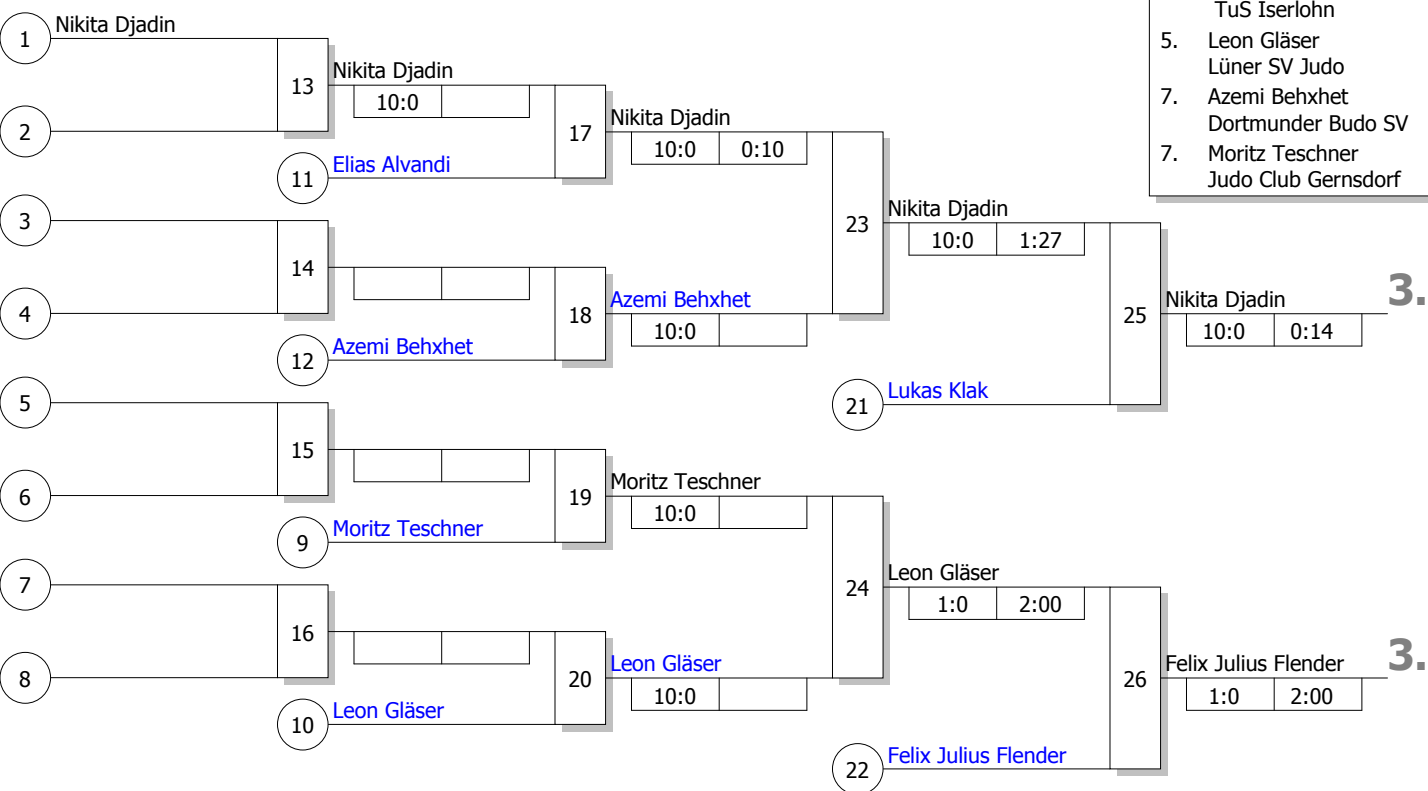 TuS Iserlohn
5. Leon Gläser
Lüner SV Judo
7. Azemi Behxhet
Dortmunder Budo SV
7. Moritz Teschner
Judo Club Gernsdorf
1 Nikita Djadin
2
13 Nikita Djadin
10:0
11 Elias Alvandi
17 Nikita Djadin
10:0 0:10
3
4
14
12 Azemi Behxhet
18 Azemi Behxhet
10:0
23 Nikita Djadin
10:0 1:27
21 Lukas Klak
25 Nikita Djadin 3.
10:0 0:14
5
6
15
9 Moritz Teschner
19 Moritz Teschner
10:0
7
8
16
10 Leon Gläser
20 Leon Gläser
10:0
24 Leon Gläser
1:0 2:00
22 Felix Julius Flender
26 Felix Julius Flender 3.
1:0 2:00